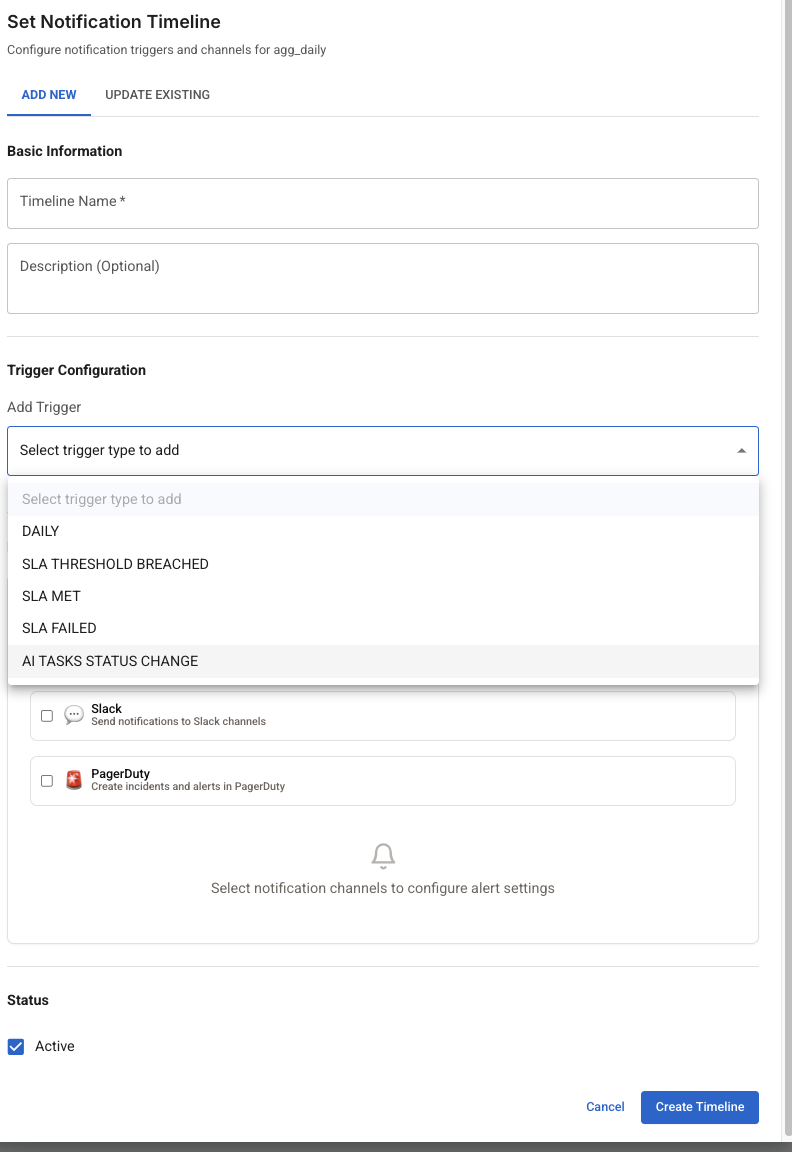 Set Notification Timeline
Configure notification triggers and channels for agg_daily
ADD NEW
UPDATE EXISTING
Basic Information
Timeline Name *
Description (Optional)
Trigger Configuration
Add Trigger
Select trigger type to add
Select trigger type to add
DAILY
SLA THRESHOLD BREACHED
SLA MET
SLA FAILED
AI TASKS STATUS CHANGE
Slack
Send notifications to Slack channels
PagerDuty
Create incidents and alerts in PagerDuty
Select notification channels to configure alert settings
Status
Active
Cancel
Create Timeline